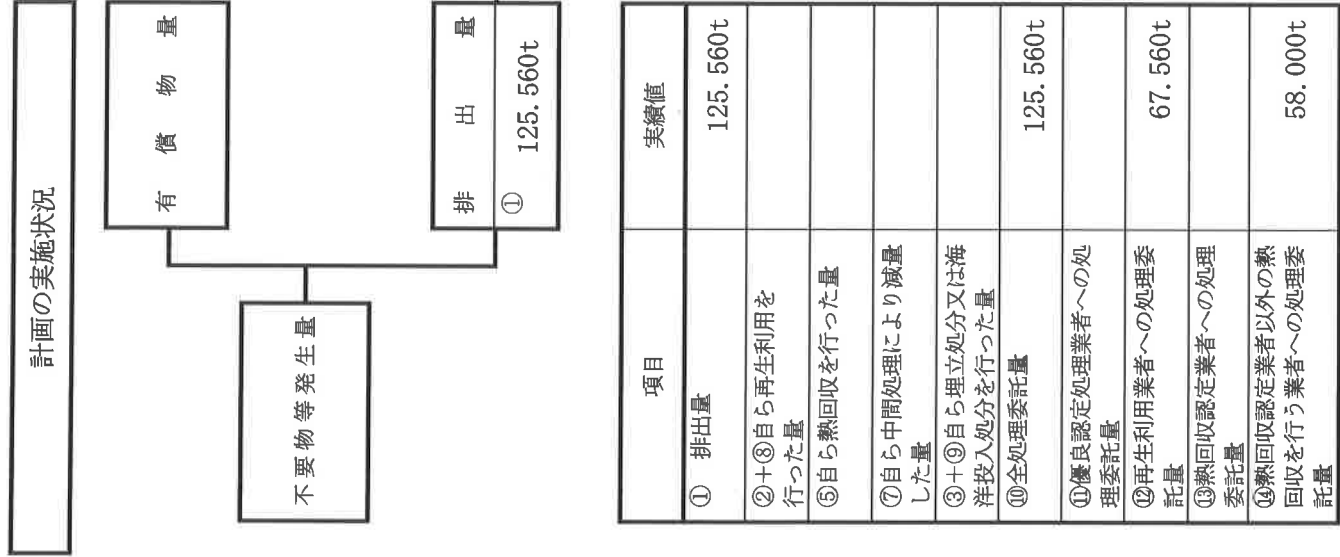 計画の実施状況
有償物量
不要物等発生量
排出量
①
125.560t
項目
実績値
① 排出量
125.560t
②+⑧自ら再生利用を
行った量
⑤自ら熱回収を行った量
⑦自ら中間処理により減量
した量
③+⑨自ら埋立処分又は海
洋投入処分を行った量
⑩全処理委託量
125.560t
⑪優良認定処理業者への処
理委託量
⑫再生利用業者への処理委
託量
67.560t
⑬熱回収認定業者への処理
委託量
⑭熱回収認定業者以外の熱
回収を行う業者への処理委
託量
58.000t